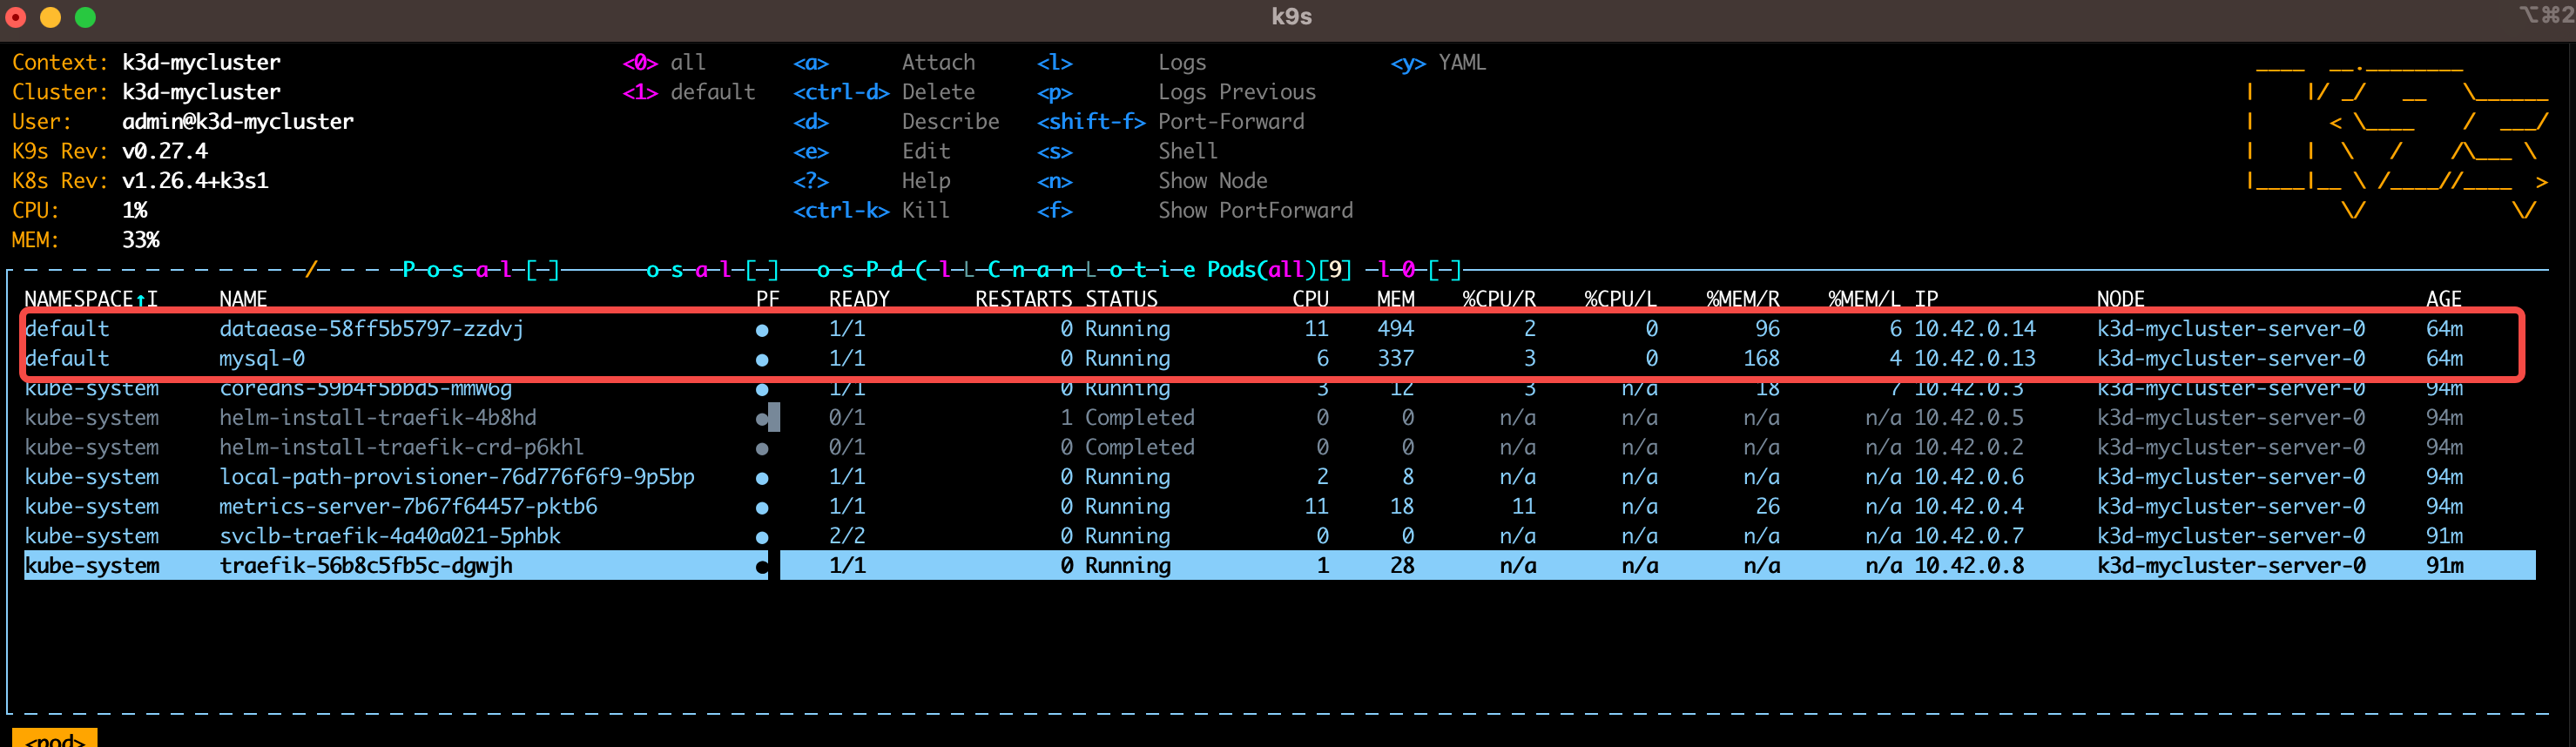 k9s ⌥⌘2
Context: k3d-mycluster <0> all <a> Attach <l> Logs <y> YAML
Cluster: k3d-mycluster <1> default <ctrl-d> Delete <p> Logs Previous
User: admin@k3d-mycluster <d> Describe <shift-f> Port-Forward
K9s Rev: v0.27.4 <e> Edit <s> Shell
K8s Rev: v1.26.4+k3s1 <?> Help <n> Show Node
CPU: 1% <ctrl-k> Kill <f> Show PortForward
MEM: 33%
/ P-o-s-a-l-[-] o-s-a-l-[-] o-s-P-d-(-l-L-C-n-a-n-L-o-t-i-e Pods(all)[9] -l-0-[-]
NAMESPACE↑I NAME PF READY RESTARTS STATUS CPU MEM %CPU/R %CPU/L %MEM/R %MEM/L IP NODE AGE
default dataease-58ff5b5797-zzdvj ● 1/1 0 Running 11 494 2 0 96 6 10.42.0.14 k3d-mycluster-server-0 64m
default mysql-0 ● 1/1 0 Running 6 337 3 0 168 4 10.42.0.13 k3d-mycluster-server-0 64m
kube-system coredns-59b4f5bbd5-mmw6g ● 1/1 0 Running 3 12 3 n/a 18 7 10.42.0.3 k3d-mycluster-server-0 94m
kube-system helm-install-traefik-4b8hd ● 0/1 1 Completed 0 0 n/a n/a n/a n/a 10.42.0.5 k3d-mycluster-server-0 94m
kube-system helm-install-traefik-crd-p6khl ● 0/1 0 Completed 0 0 n/a n/a n/a n/a 10.42.0.2 k3d-mycluster-server-0 94m
kube-system local-path-provisioner-76d776f6f9-9p5bp ● 1/1 0 Running 2 8 n/a n/a n/a n/a 10.42.0.6 k3d-mycluster-server-0 94m
kube-system metrics-server-7b67f64457-pktb6 ● 1/1 0 Running 11 18 11 n/a 26 n/a 10.42.0.4 k3d-mycluster-server-0 94m
kube-system svclb-traefik-4a40a021-5phbk ● 2/2 0 Running 0 0 n/a n/a n/a n/a 10.42.0.7 k3d-mycluster-server-0 91m
kube-system traefik-56b8c5fb5c-dgwjh ● 1/1 0 Running 1 28 n/a n/a n/a n/a 10.42.0.8 k3d-mycluster-server-0 91m
<pod>